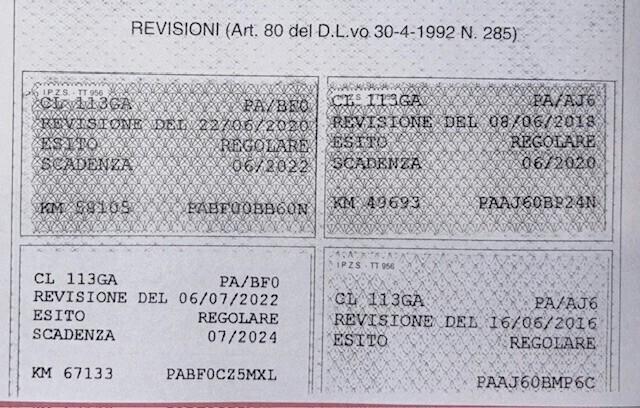 REVISIONI (Art. 80 del D.L.vo 30-4-1992 N. 285)
I.P.Z.S. - TT 956
CL 113GA PA/BF0
REVISIONE DEL 22/06/2020
ESITO REGOLARE
SCADENZA 06/2022
KM 58105 PABF00BB60N
CL 113GA PA/AJ6
REVISIONE DEL 08/06/2018
ESITO REGOLARE
SCADENZA 06/2020
KM 49693 PAAJ60BP24N
CL 113GA PA/BF0
REVISIONE DEL 06/07/2022
ESITO REGOLARE
SCADENZA 07/2024
KM 67133 PABF0CZ5MXL
I.P.Z.S. - TT 956
CL 113GA PA/AJ6
REVISIONE DEL 16/06/2016
ESITO REGOLARE
PAAJ60BMP6C